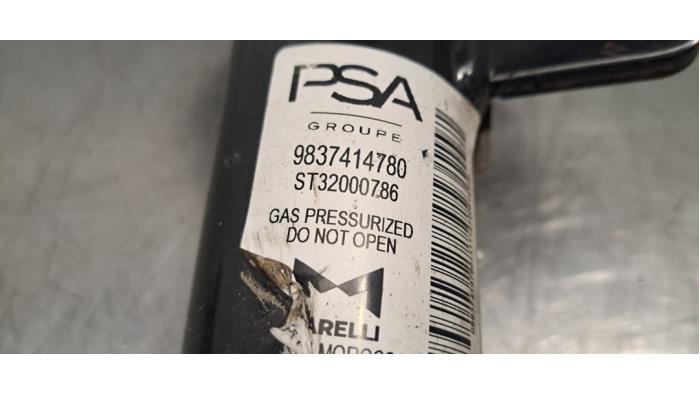 PSA
GROUPE
9837414780
ST32000786
GAS PRESSURIZED
DO NOT OPEN
ARELLI